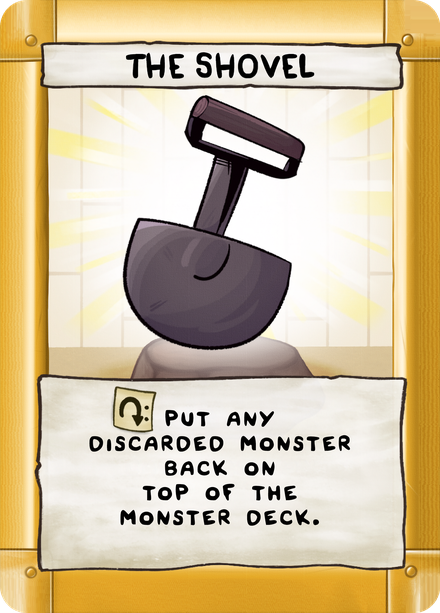 THE SHOVEL
: PUT ANY
DISCARDED MONSTER
BACK ON
TOP OF THE
MONSTER DECK.